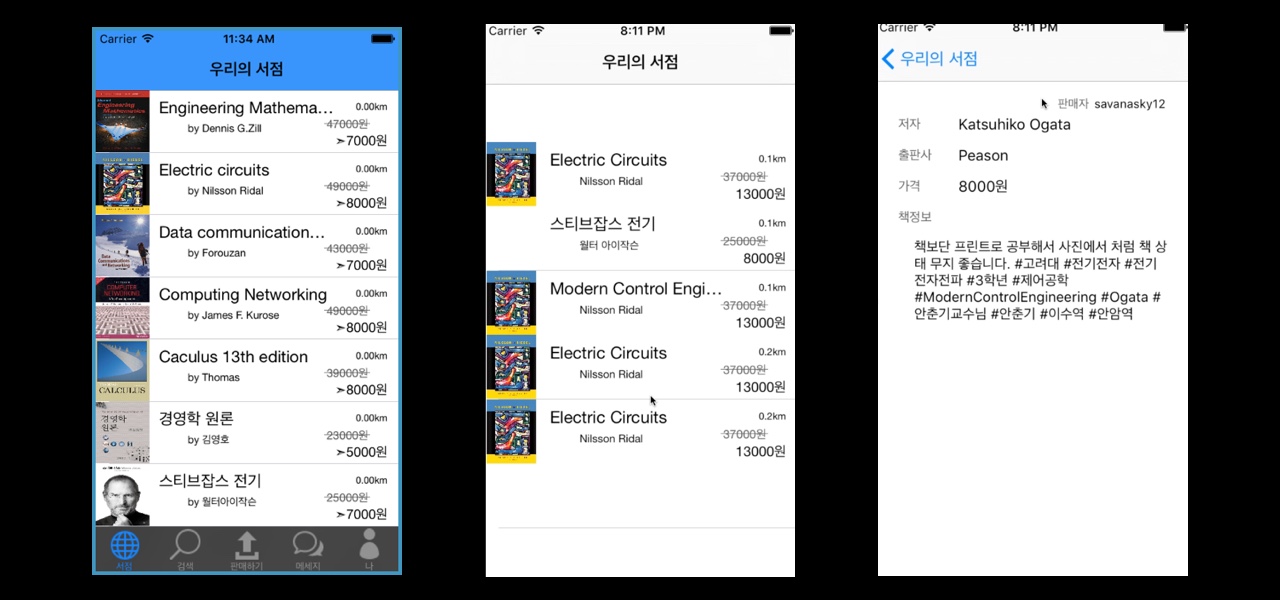 Carrier 11:34 AM
우리의 서점
Engineering Mathema... 0.00km
by Dennis G.Zill 47000원
➣7000원
Electric circuits 0.00km
by Nilsson Ridal 49000원
➣8000원
Data communication... 0.00km
by Forouzan 43000원
➣7000원
Computing Networking 0.00km
by James F. Kurose 49000원
➣8000원
Caculus 13th edition 0.00km
by Thomas 39000원
➣8000원
CALCULUS
경영학 원론 0.00km
by 김영호 23000원
➣5000원
스티브잡스 전기 0.00km
by 월터아이작슨 25000원
➣7000원
서점 검색 판매하기 메세지 나
Carrier 8:11 PM
우리의 서점
Electric Circuits 0.1km
Nilsson Ridal 37000원
13000원
스티브잡스 전기 0.1km
월터 아이작슨 25000원
8000원
Modern Control Engi... 0.1km
Nilsson Ridal 37000원
13000원
Electric Circuits 0.2km
Nilsson Ridal 37000원
13000원
Electric Circuits 0.2km
Nilsson Ridal 37000원
13000원
Carrier 8:11 PM
우리의 서점
판매자 savanasky12
저자 Katsuhiko Ogata
출판사 Peason
가격 8000원
책정보
책보단 프린트로 공부해서 사진에서 처럼 책 상
태 무지 좋습니다. #고려대 #전기전자 #전기
전자전파 #3학년 #제어공학
#ModernControlEngineering #Ogata #
안춘기교수님 #안춘기 #이수역 #안암역